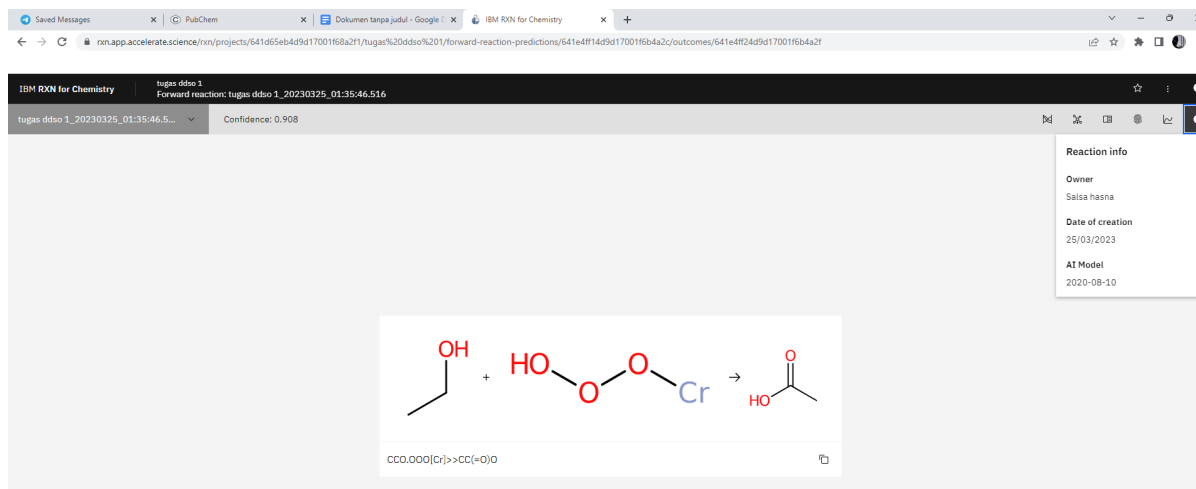 Saved Messages
PubChem
Dokumen tanpa judul - Google D
IBM RXN for Chemistry
rxn.app.accelerate.science/rxn/projects/641d65eb4d9d17001f68a2f1/tugas%20ddso%201/forward-reaction-predictions/641e4ff14d9d17001f6b4a2c/outcomes/641e4ff24d9d17001f6b4a2f
IBM RXN for Chemistry
tugas ddso 1
Forward reaction: tugas ddso 1_20230325_01:35:46.516
tugas ddso 1_20230325_01:35:46.5...
Confidence: 0.908
Reaction info
Owner
Salsa hasna
Date of creation
25/03/2023
AI Model
2020-08-10
OH
+
HO
O
O
Cr
→
O
HO
CCO.OOO[Cr]>>CC(=O)O